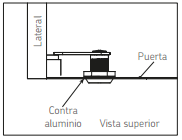 Lateral
Puerta
Contra
aluminio
Vista superior